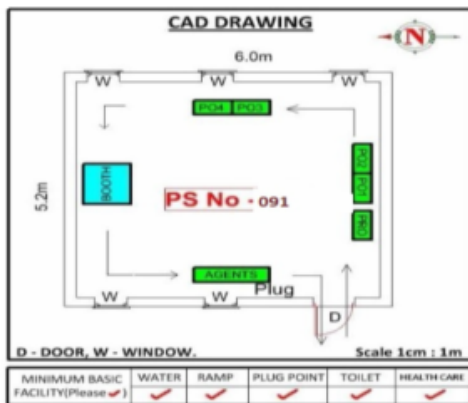 CAD DRAWING
N
6.0m
W W W
PO4 PO3
5.2m
BOOTH
PO2
PO1
PRO
PS No - 091
AGENTS
Plug
W W
D
D - DOOR, W - WINDOW. Scale 1cm : 1m
MINIMUM BASIC FACILITY(Please ✓) WATER RAMP PLUG POINT TOILET HEALTH CARE
✓ ✓ ✓ ✓ ✓